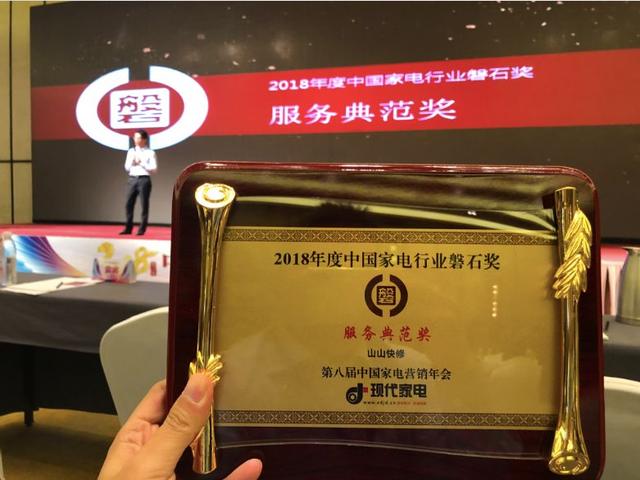 2018年度中国家电行业磐石奖
服务典范奖
磐石
2018年度中国家电行业磐石奖
服务典范奖
山山快修
第八届中国家电营销年会
现代家电